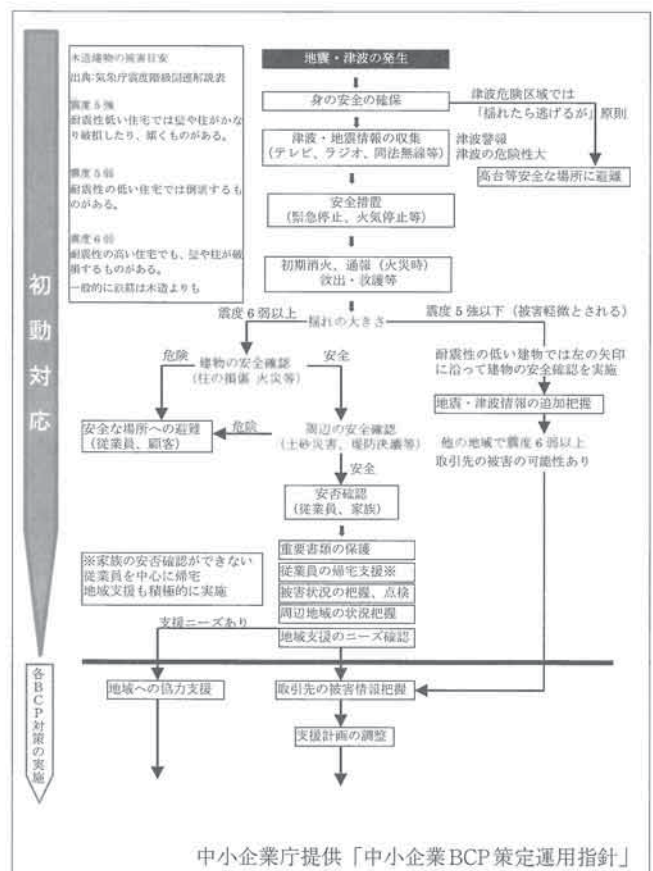 地震・津波の発生
木造建物の被害目安
出典:気象庁震度階級関連解説表
震度5強
耐震性低い住宅では壁や柱がかな
り破損したり、傾くものがある。
震度5弱
耐震性の低い住宅では倒壊するも
のがある。
震度6弱
耐震性の高い住宅でも、壁や柱が破
損するものがある。
一般的に鉄筋は木造よりも
身の安全の確保
津波危険区域では
「揺れたら逃げるが」原則
津波・地震情報の収集
(テレビ、ラジオ、同法無線等)
津波警報
津波の危険性大
高台等安全な場所に避難
安全措置
(緊急停止、火気停止等)
初期消火、通報(火災時)
救出・救護等
初動対応
震度6弱以上
揺れの大きさ
震度5強以下(被害軽微とされる)
危険
建物の安全確認
(柱の損傷 火災等)
安全
耐震性の低い建物では左の矢印
に沿って建物の安全確認を実施
地震・津波情報の追加把握
安全な場所への避難
(従業員、顧客)
危険
周辺の安全確認
(土砂災害、堤防決議等)
他の地域で震度6弱以上
取引先の被害の可能性あり
安全
安否確認
(従業員、家族)
※家族の安否確認ができない
従業員を中心に帰宅
地域支援も積極的に実施
重要書類の保護
従業員の帰宅支援※
被害状況の把握、点検
周辺地域の状況把握
支援ニーズあり
地域支援のニーズ確認
各BCP対策の実施
地域への協力支援
取引先の被害情報把握
支援計画の調整
中小企業庁提供「中小企業BCP策定運用指針」